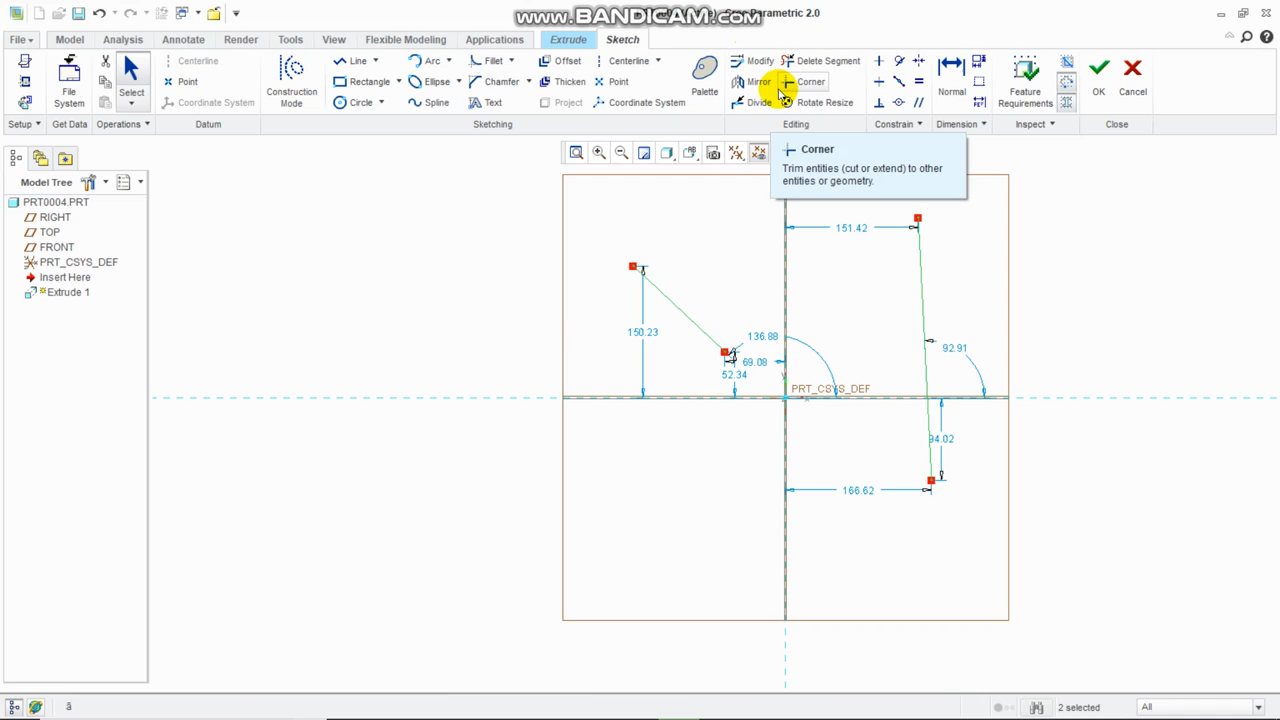 www.BANDICAM.com
Creo Parametric 2.0
File
Model
Analysis
Annotate
Render
Tools
View
Flexible Modeling
Applications
Extrude
Sketch
File System
Select
Centerline
Point
Coordinate System
Construction Mode
Line
Arc
Fillet
Offset
Centerline
Rectangle
Ellipse
Chamfer
Thicken
Point
Circle
Spline
Text
Project
Coordinate System
Palette
Modify
Delete Segment
Mirror
Corner
Divide
Rotate Resize
Normal
Feature Requirements
OK
Cancel
Setup
Get Data
Operations
Datum
Sketching
Editing
Constrain
Dimension
Inspect
Close
Corner
Trim entities (cut or extend) to other
entities or geometry.
Model Tree
PRT0004.PRT
RIGHT
TOP
FRONT
PRT_CSYS_DEF
Insert Here
Extrude 1
151.42
150.23
136.88
69.08
52.34
92.91
PRT_CSYS_DEF
94.02
166.62
ã
2 selected
All